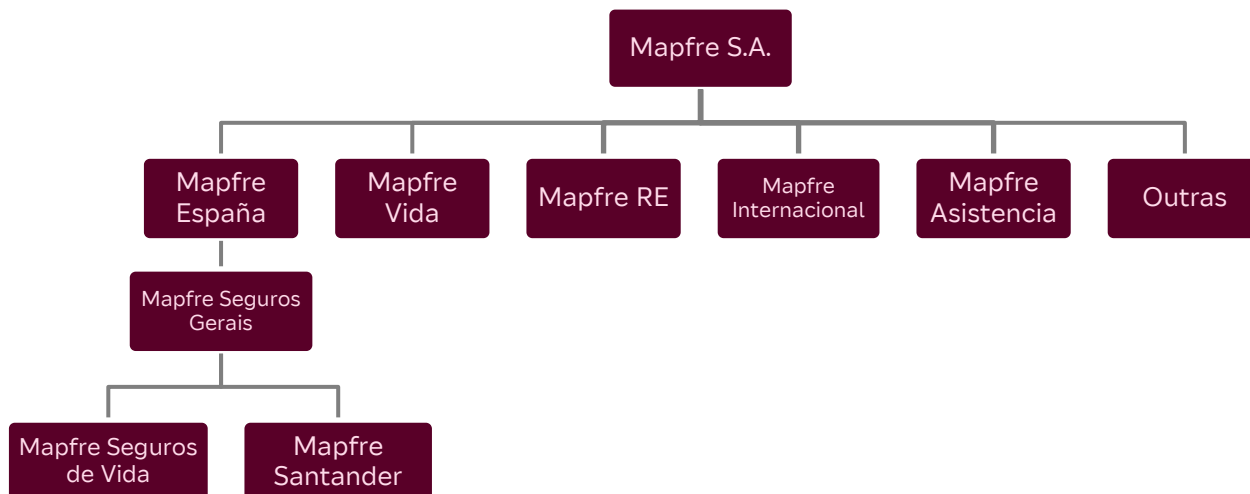 Mapfre S.A.
Mapfre
España
Mapfre
Vida
Mapfre RE
Mapfre
Internacional
Mapfre
Asistencia
Outras
Mapfre Seguros
Gerais
Mapfre Seguros
de Vida
Mapfre
Santander